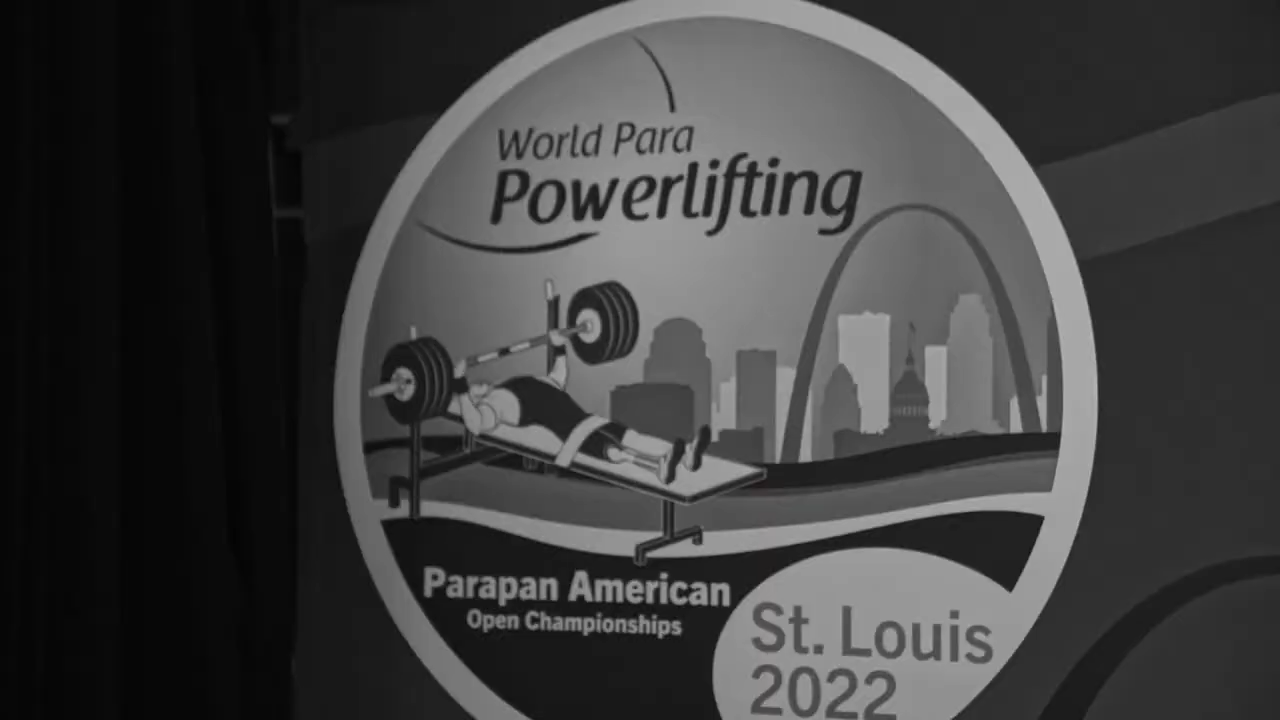 World Para
Powerlifting
Parapan American
Open Championships
St. Louis
2022